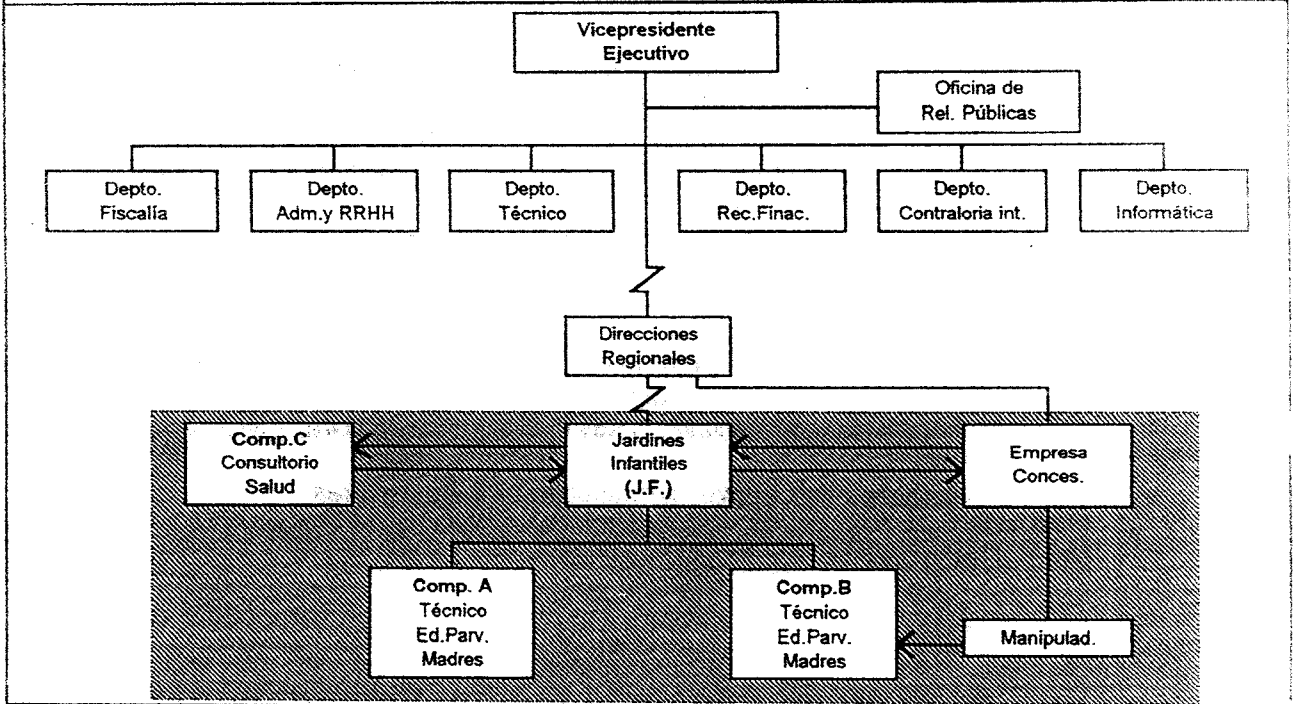 Vicepresidente
Ejecutivo
Oficina de
Rel. Públicas
Depto.
Fiscalía
Depto.
Adm.y RRHH
Depto.
Técnico
Depto.
Rec.Finac.
Depto.
Contraloria int.
Depto.
Informática
Direcciones
Regionales
Comp.C
Consultorio
Salud
Jardines
Infantiles
(J.F.)
Empresa
Conces.
Comp. A
Técnico
Ed.Parv.
Madres
Comp.B
Técnico
Ed.Parv.
Madres
Manipulad.